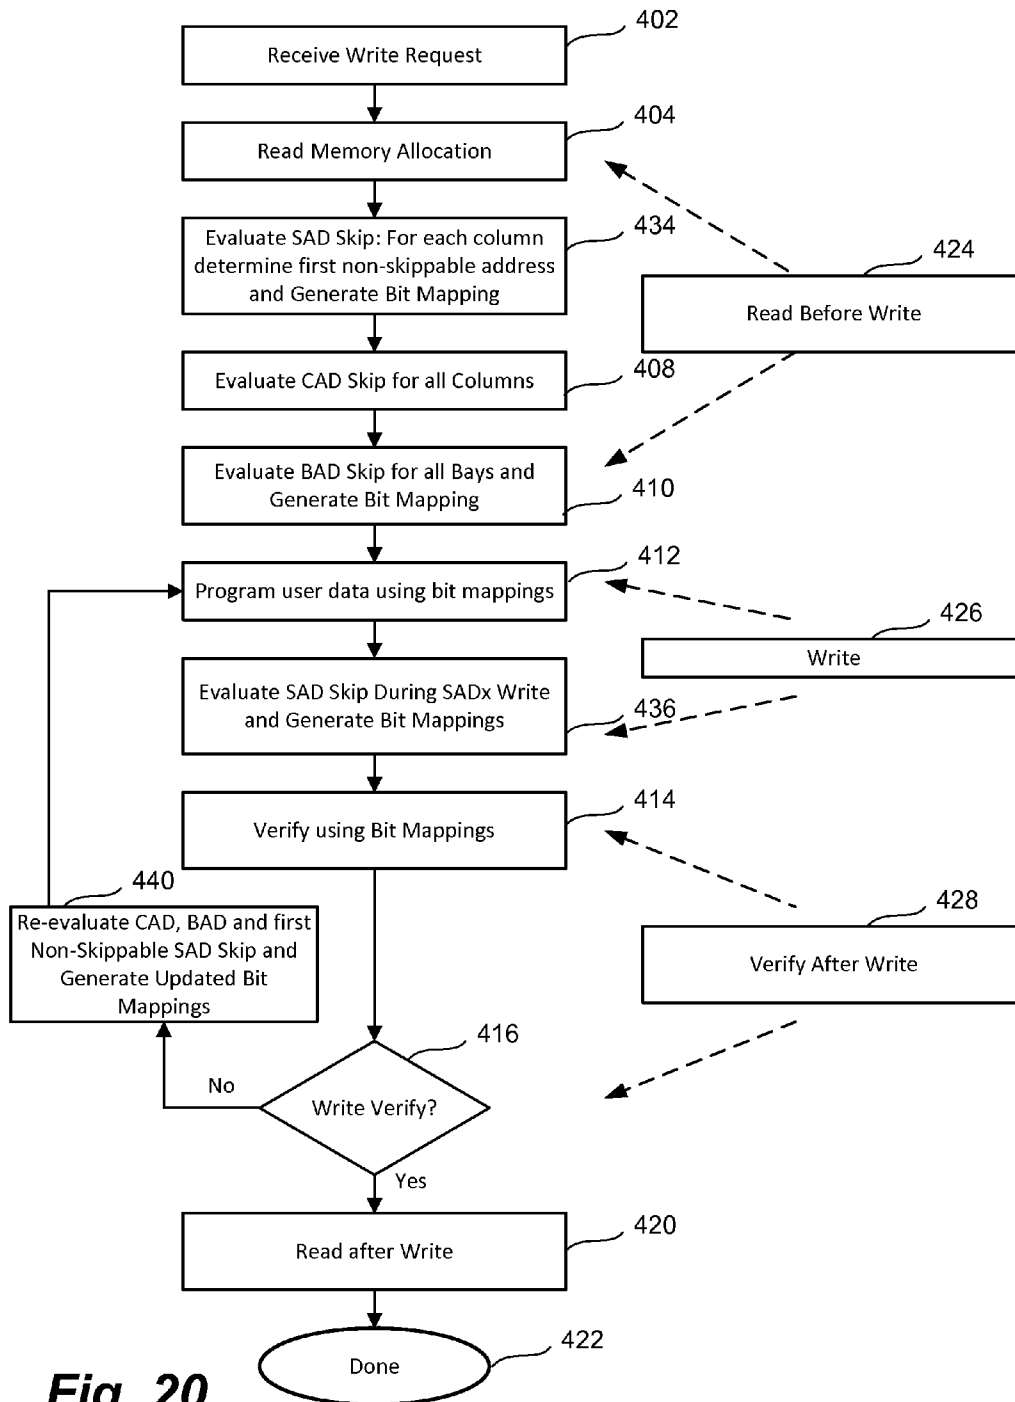 402
Receive Write Request
404
Read Memory Allocation
434
Evaluate SAD Skip: For each column
determine first non-skippable address
and Generate Bit Mapping
424
Read Before Write
408
Evaluate CAD Skip for all Columns
Evaluate BAD Skip for all Bays and
Generate Bit Mapping
410
412
Program user data using bit mappings
426
Write
Evaluate SAD Skip During SADx Write
and Generate Bit Mappings
436
414
Verify using Bit Mappings
440
Re-evaluate CAD, BAD and first
Non-Skippable SAD Skip and
Generate Updated Bit
Mappings
428
Verify After Write
416
No
Write Verify?
Yes
420
Read after Write
422
Done
Fig. 20